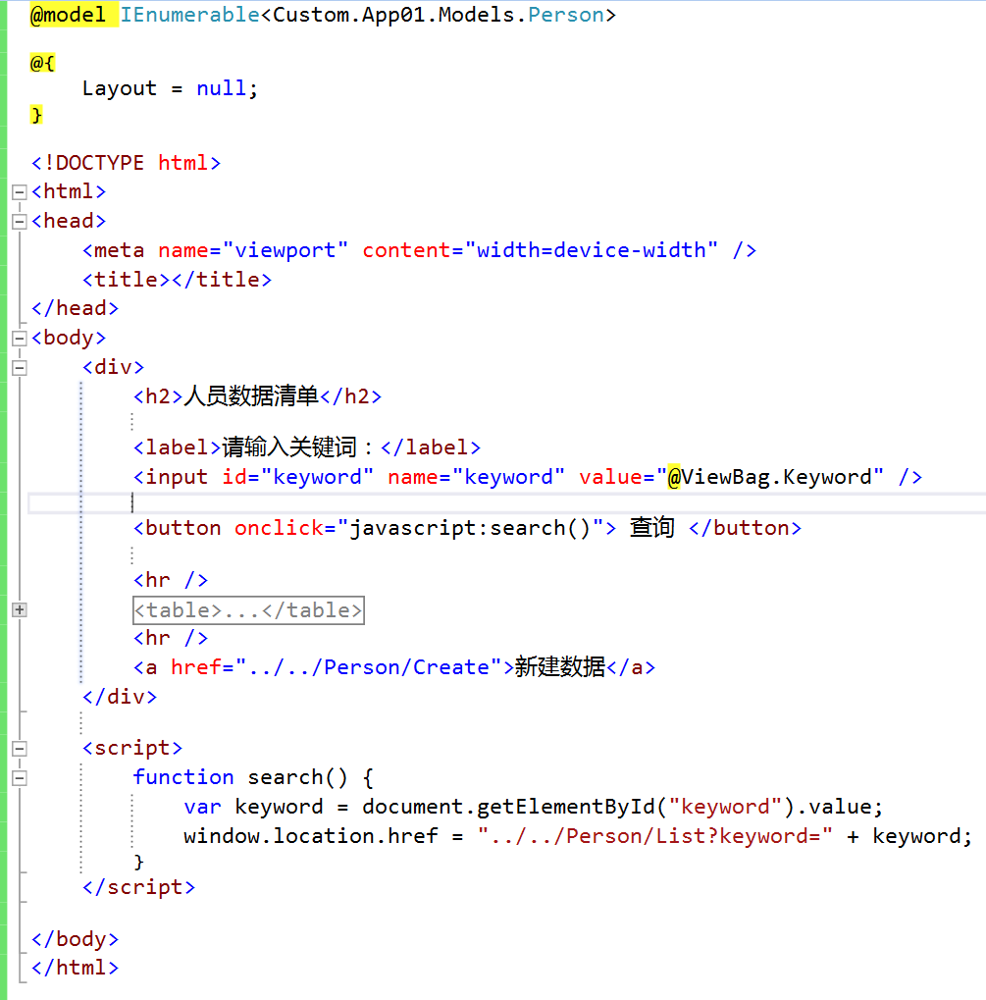 @model IEnumerable<Custom.App01.Models.Person>
@{
Layout = null;
}
<!DOCTYPE html>
<html>
<head>
<meta name="viewport" content="width=device-width" />
<title></title>
</head>
<body>
<div>
<h2>人员数据清单</h2>
<label>请输入关键词：</label>
<input id="keyword" name="keyword" value="@ViewBag.Keyword" />
<button onclick="javascript:search()"> 查询 </button>
<hr />
<table>...</table>
<hr />
<a href="../../Person/Create">新建数据</a>
</div>
<script>
function search() {
var keyword = document.getElementById("keyword").value;
window.location.href = "../../Person/List?keyword=" + keyword;
}
</script>
</body>
</html>